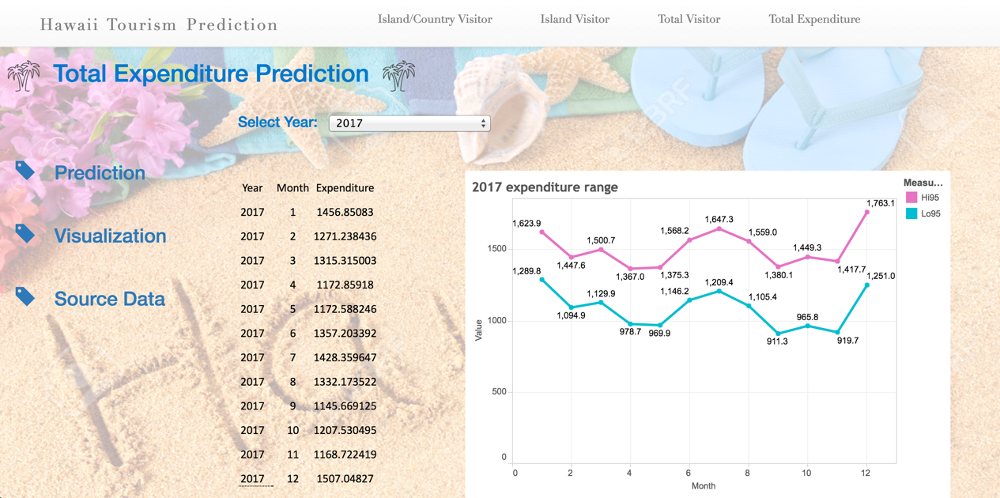 Hawaii Tourism Prediction
Island/Country Visitor Island Visitor Total Visitor Total Expenditure
Total Expenditure Prediction
Select Year: 2017
Prediction
Visualization
Source Data
Year Month Expenditure
2017 1 1456.85083
2017 2 1271.238436
2017 3 1315.315003
2017 4 1172.85918
2017 5 1172.588246
2017 6 1357.203392
2017 7 1428.359647
2017 8 1332.173522
2017 9 1145.669125
2017 10 1207.530495
2017 11 1168.722419
2017 12 1507.04827
2017 expenditure range
Measu...
Hi95
Lo95
1,623.9 1,447.6 1,500.7 1,367.0 1,375.3 1,568.2 1,647.3 1,559.0 1,380.1 1,449.3 1,417.7 1,763.1
1,289.8 1,094.9 1,129.9 978.7 969.9 1,146.2 1,209.4 1,105.4 911.3 965.8 919.7 1,251.0
1500
1000
500
0
Value
0 2 4 6 8 10 12
Month